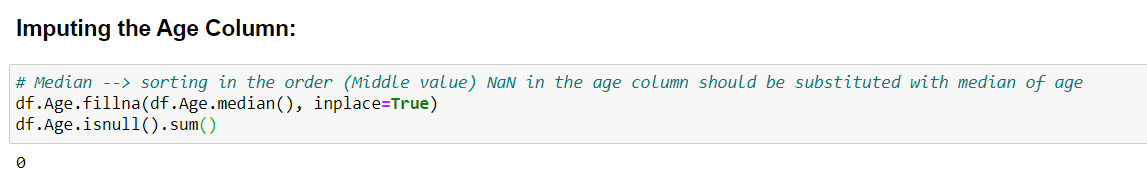 Imputing the Age Column:
# Median --> sorting in the order (Middle value) NaN in the age column should be substituted with median of age
df.Age.fillna(df.Age.median(), inplace=True)
df.Age.isnull().sum()
0